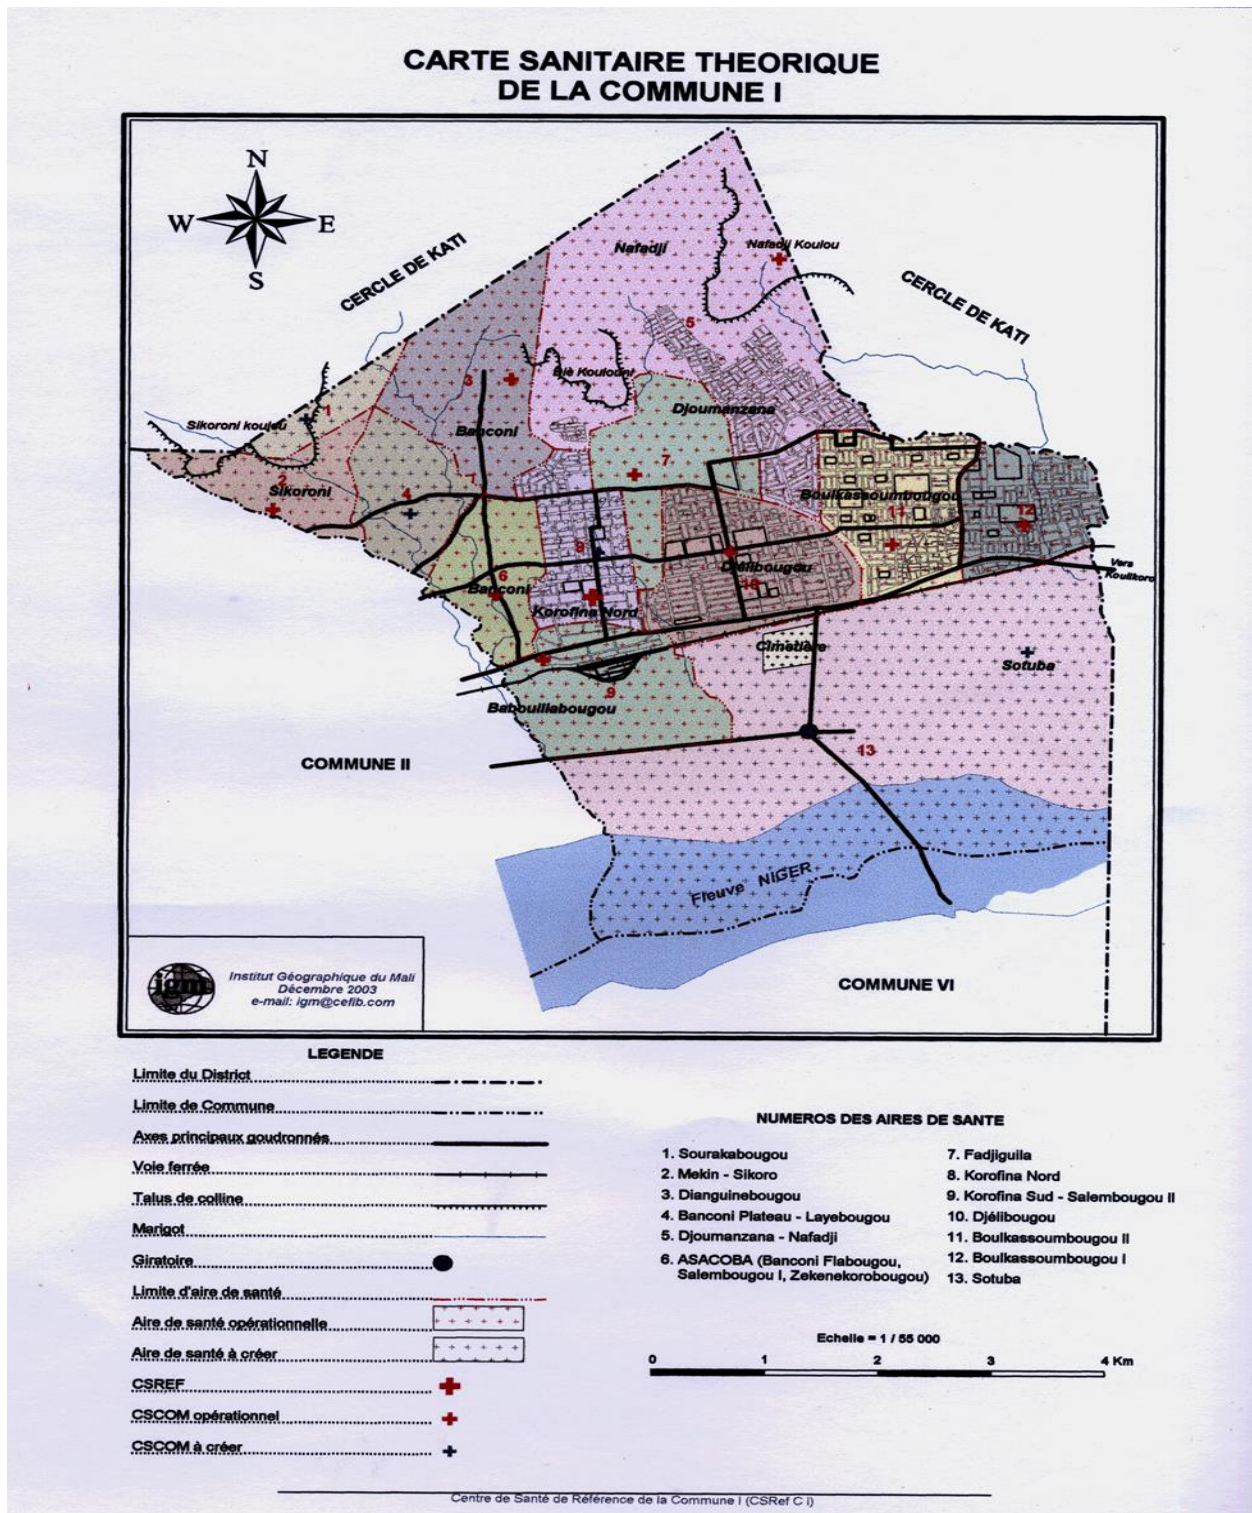 CARTE SANITAIRE THEORIQUE
DE LA COMMUNE I
N
W
E
S
CERCLE DE KATI
CERCLE DE KATI
Nafadji
Nafadji Koulou
5
3
1
Sikoroni koulou
Banconi
Djoumanzana
7
2
Sikoroni
4
Boulkassoumbougou
11
12
8
6
Banconi
Djélibougou
10
Korofina Nord
Vers
Koulikoro
Cimetière
Sotuba
9
Babouillabougou
13
COMMUNE II
Fleuve NIGER
COMMUNE VI
igm
Institut Géographique du Mali
Décembre 2003
e-mail: igm@cefib.com
LEGENDE
Limite du District
Limite de Commune
Axes principaux goudronnés
Voie ferrée
Talus de colline
Marigot
Giratoire
Limite d'aire de santé
Aire de santé opérationnelle
Aire de santé à créer
CSREF
CSCOM opérationnel
CSCOM à créer
NUMEROS DES AIRES DE SANTE
1. Sourakabougou
2. Mekin - Sikoro
3. Dianguinebougou
4. Banconi Plateau - Layebougou
5. Djoumanzana - Nafadji
6. ASACOBA (Banconi Flabougou,
Salembougou I, Zekenekorobougou)
7. Fadjiguila
8. Korofina Nord
9. Korofina Sud - Salembougou II
10. Djélibougou
11. Boulkassoumbougou II
12. Boulkassoumbougou I
13. Sotuba
Echelle = 1 / 55 000
0 1 2 3 4 Km
Centre de Santé de Référence de la Commune I (CSRef C I)